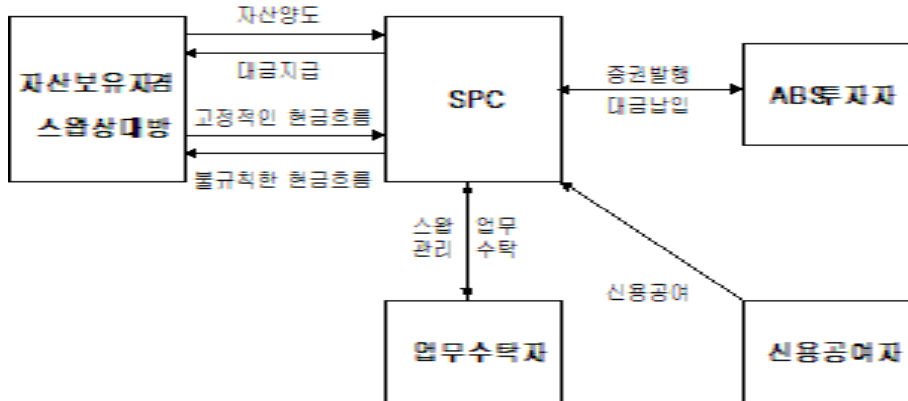 자산양도
대금지급
자산보유자겸
스왑상대방
고정적인 현금흐름
불규칙한 현금흐름
SPC
증권발행
대금납입
ABS투자자
스왑
관리
업무
수탁
신용공여
업무수탁자
신용공여자